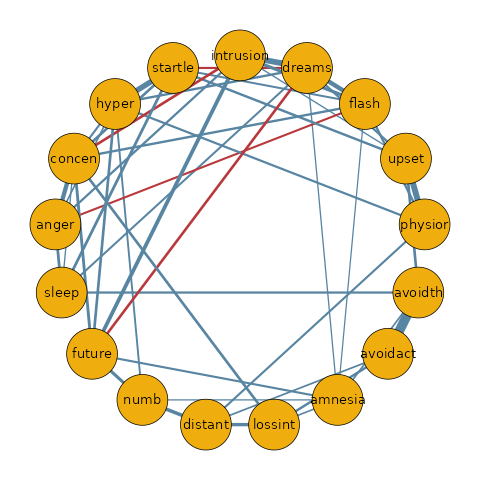 intrusion
dreams
flash
upset
physior
avoidth
avoidact
amnesia
lossint
distant
numb
future
sleep
anger
concen
hyper
startle